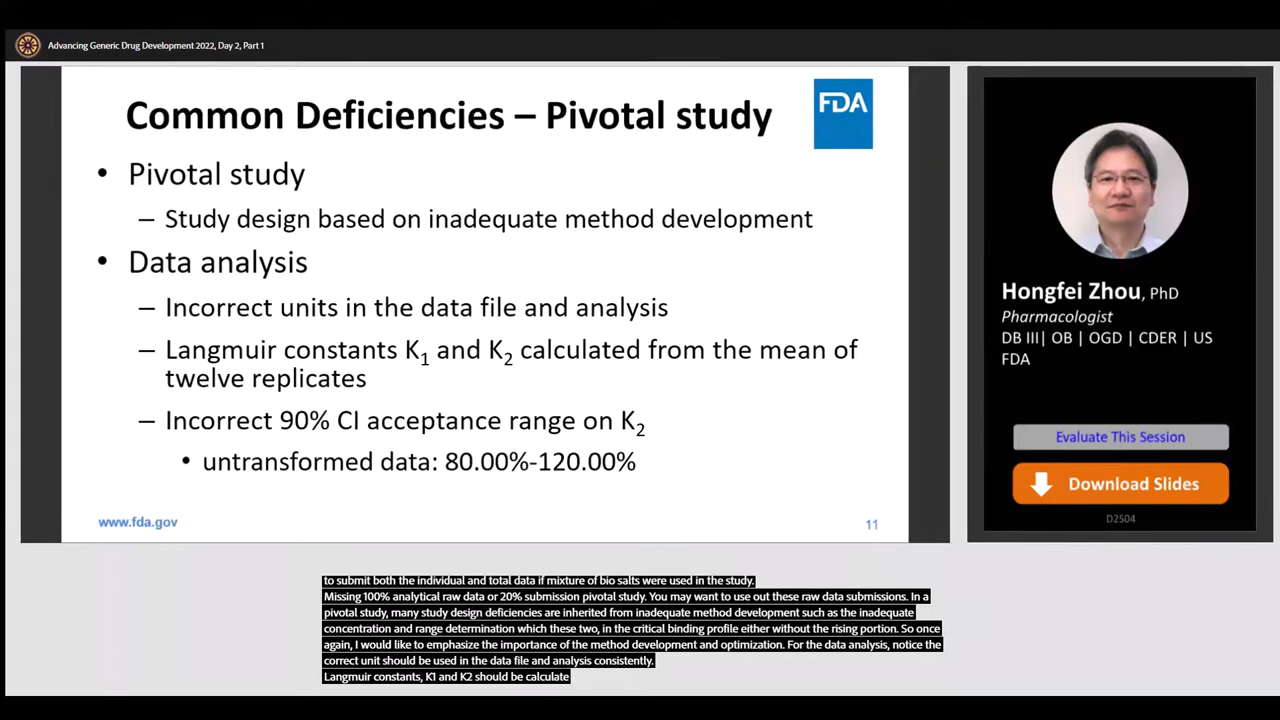 Advancing Generic Drug Development 2022, Day 2, Part 1
Common Deficiencies – Pivotal study
FDA
• Pivotal study
– Study design based on inadequate method development
• Data analysis
– Incorrect units in the data file and analysis
– Langmuir constants K1 and K2 calculated from the mean of
twelve replicates
– Incorrect 90% CI acceptance range on K2
• untransformed data: 80.00%-120.00%
www.fda.gov
11
Hongfei Zhou, PhD
Pharmacologist
DB III| OB | OGD | CDER | US
FDA
Evaluate This Session
Download Slides
D2S04
to submit both the individual and total data if mixture of bio salts were used in the study.
Missing 100% analytical raw data or 20% submission pivotal study. You may want to use out these raw data submissions. In a
pivotal study, many study design deficiencies are inherited from inadequate method development such as the inadequate
concentration and range determination which these two, in the critical binding profile either without the rising portion. So once
again, I would like to emphasize the importance of the method development and optimization. For the data analysis, notice the
correct unit should be used in the data file and analysis consistently.
Langmuir constants, K1 and K2 should be calculate